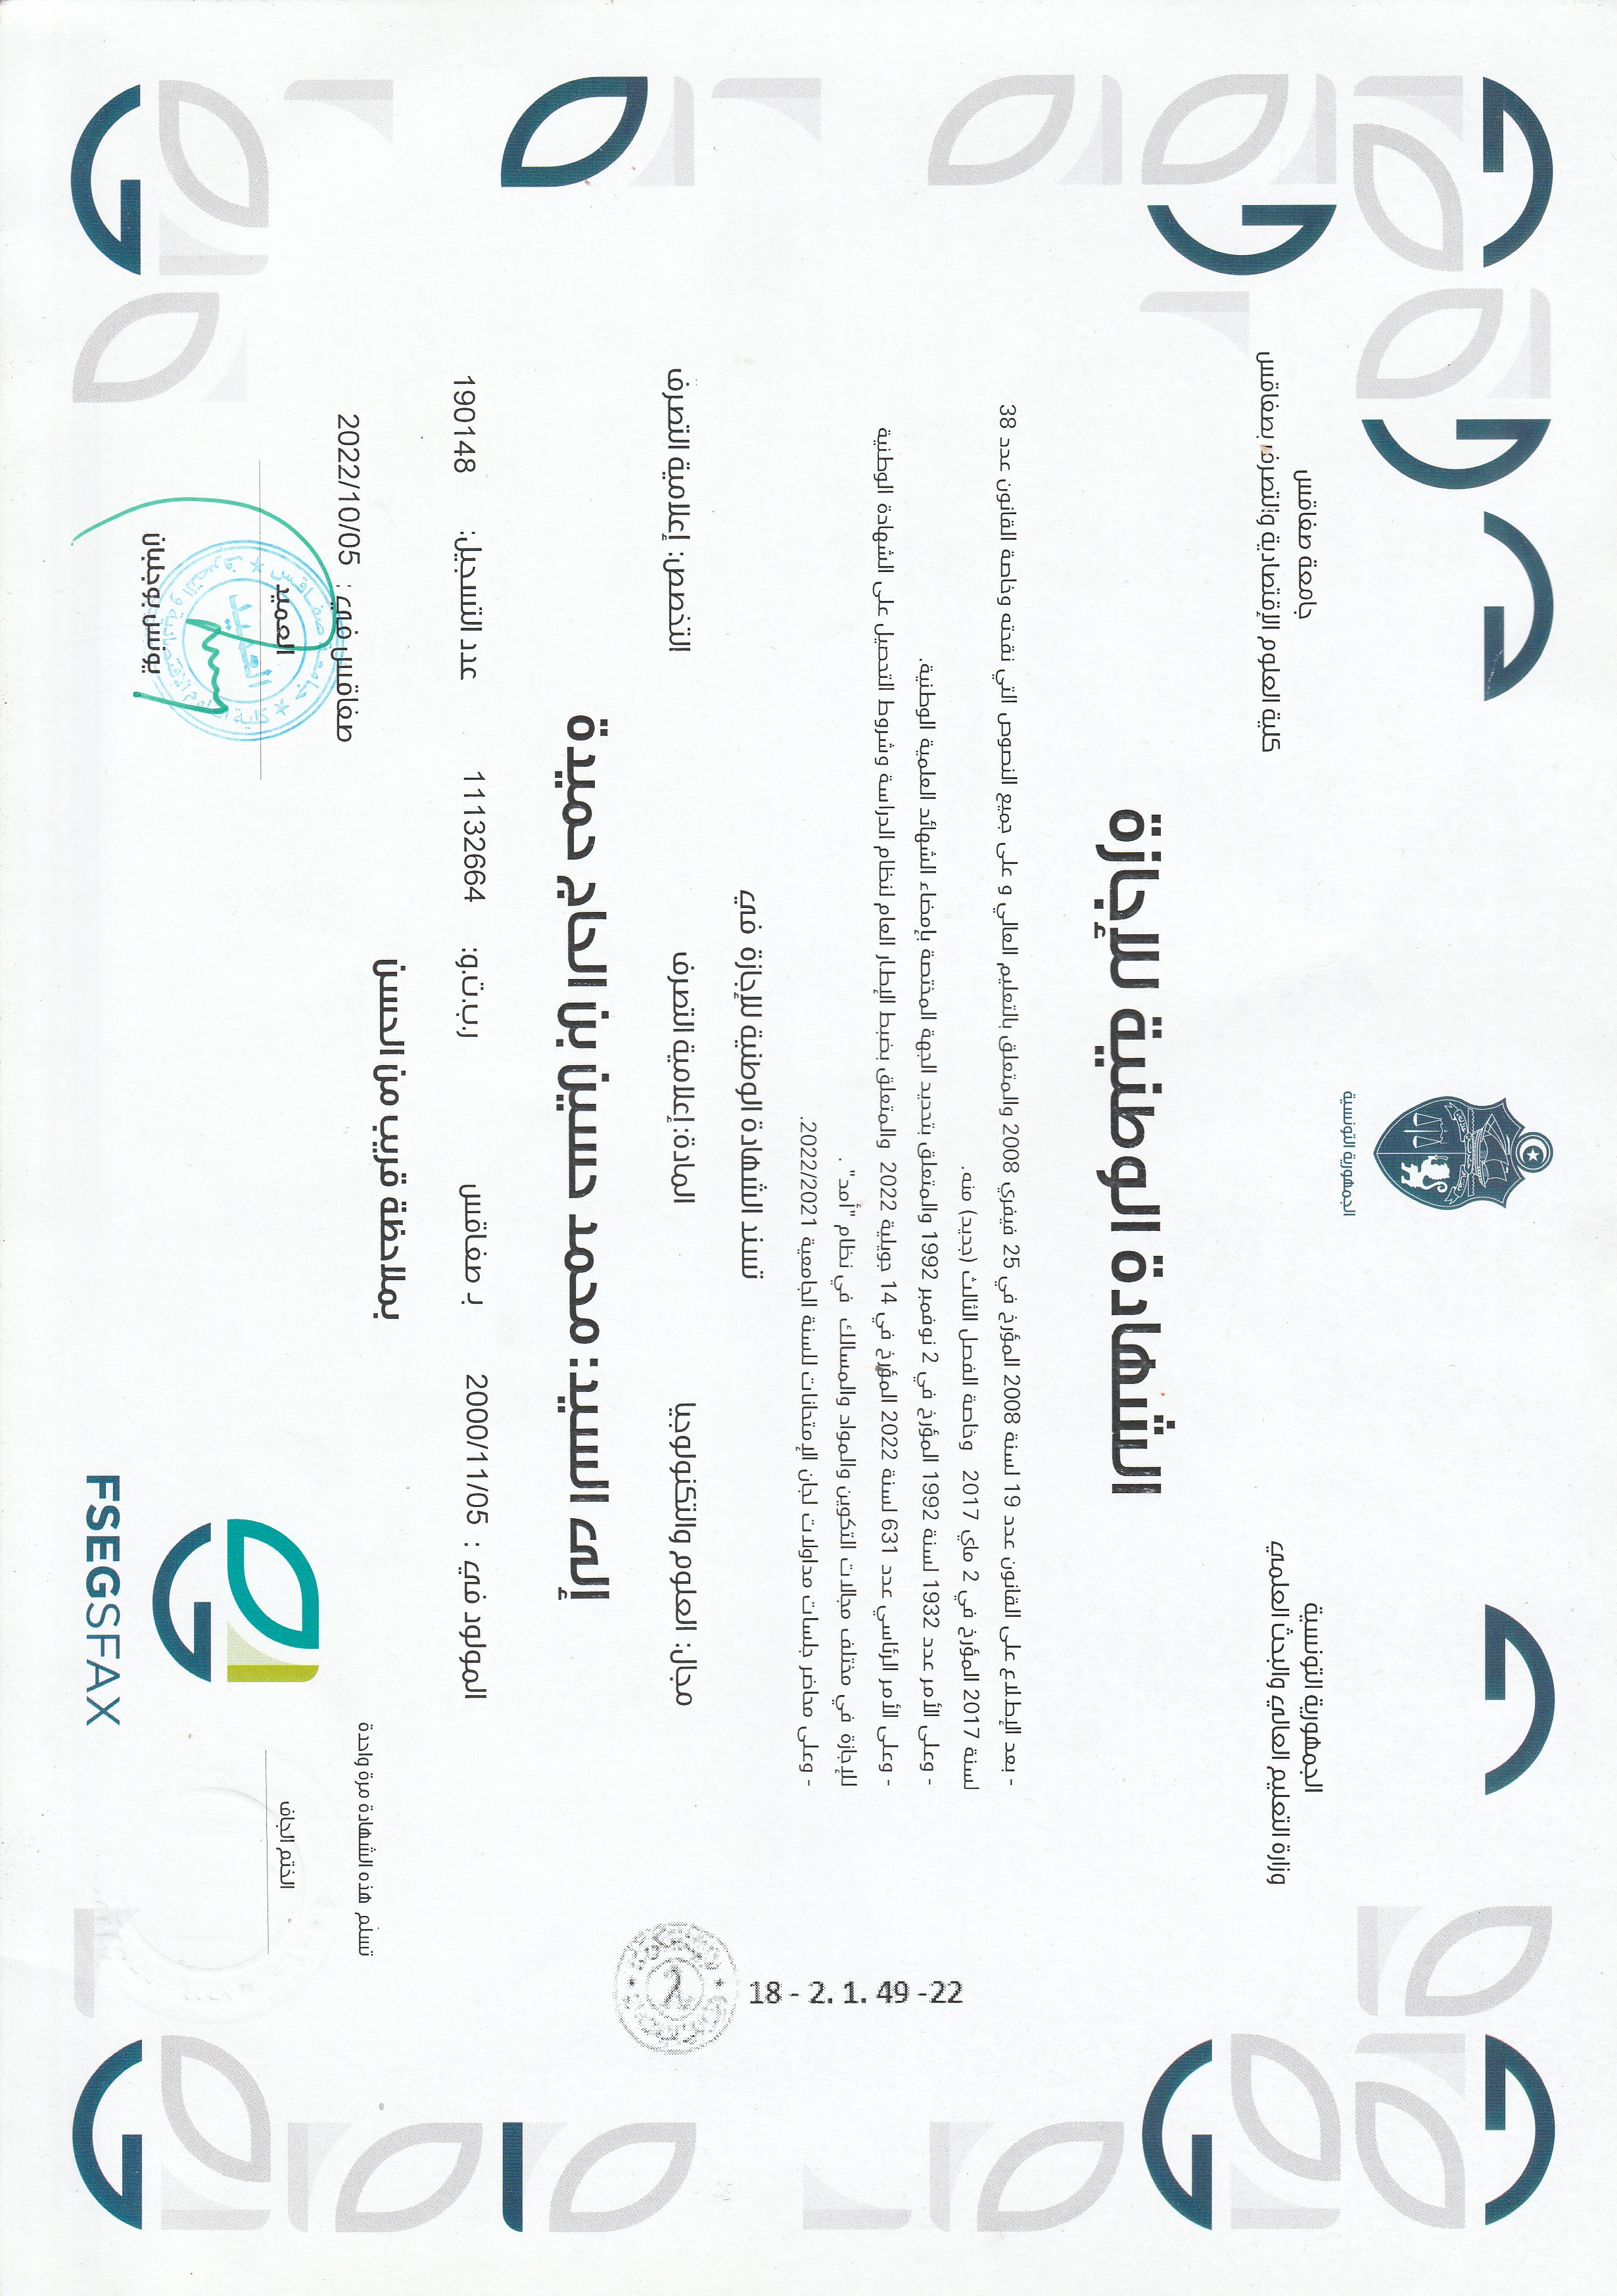 الجمهورية التونسية
وزارة التعليم العالي والبحث العلمي
الجمهورية التونسية
جامعة صفاقس
كلية العلوم الإقتصادية والتصرف بصفاقس
الشهادة الوطنية للإجازة
- بعد الإطلاع على القانون عدد 19 لسنة 2008 المؤرخ في 25 فيفري 2008 والمتعلق بالتعليم العالي و على جميع النصوص التي نقحته وخاصة القانون عدد 38
لسنة 2017 المؤرخ في 2 ماي 2017 وخاصة الفصل الثالث (جديد) منه.
- وعلى الأمر عدد 1932 لسنة 1992 المؤرخ في 2 نوفمبر 1992 والمتعلق بتحديد الجهة المختصة بإمضاء الشهائد العلمية الوطنية.
- وعلى الأمر الرئاسي عدد 631 لسنة 2022 المؤرخ في 14 جويلية 2022 والمتعلق بضبط الإطار العام لنظام الدراسة وشروط التحصيل على الشهادة الوطنية
للإجازة في مختلف مجالات التكوين والمواد والمسالك في نظام "أمد" .
- وعلى محاضر جلسات مداولات لجان الإمتحانات للسنة الجامعية 2022/2021.
تسند الشهادة الوطنية للإجازة في
مجال: العلوم والتكنولوجيا المادة: إعلامية التصرف التخصص: إعلامية التصرف
إلى السيد: محمد حسين بن الحاج حميدة
المولود في : 2000/11/05 بـ صفاقس ر.ب.ت.و: 11132664 عدد التسجيل: 190148
بملاحظة قريب من الحسن
صفاقس في : 2022/10/05
تسلم هذه الشهادة مرة واحدة
الختم الجاف
العميد
العميد
يونس بوجلبان
FSEGSFAX
18 - 2. 1. 49 -22